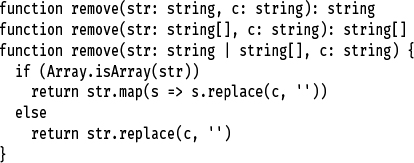 function remove(str: string, c: string): string
function remove(str: string[], c: string): string[]
function remove(str: string | string[], c: string) {
  if (Array.isArray(str))
    return str.map(s => s.replace(c, ''))
  else
    return str.replace(c, '')
}